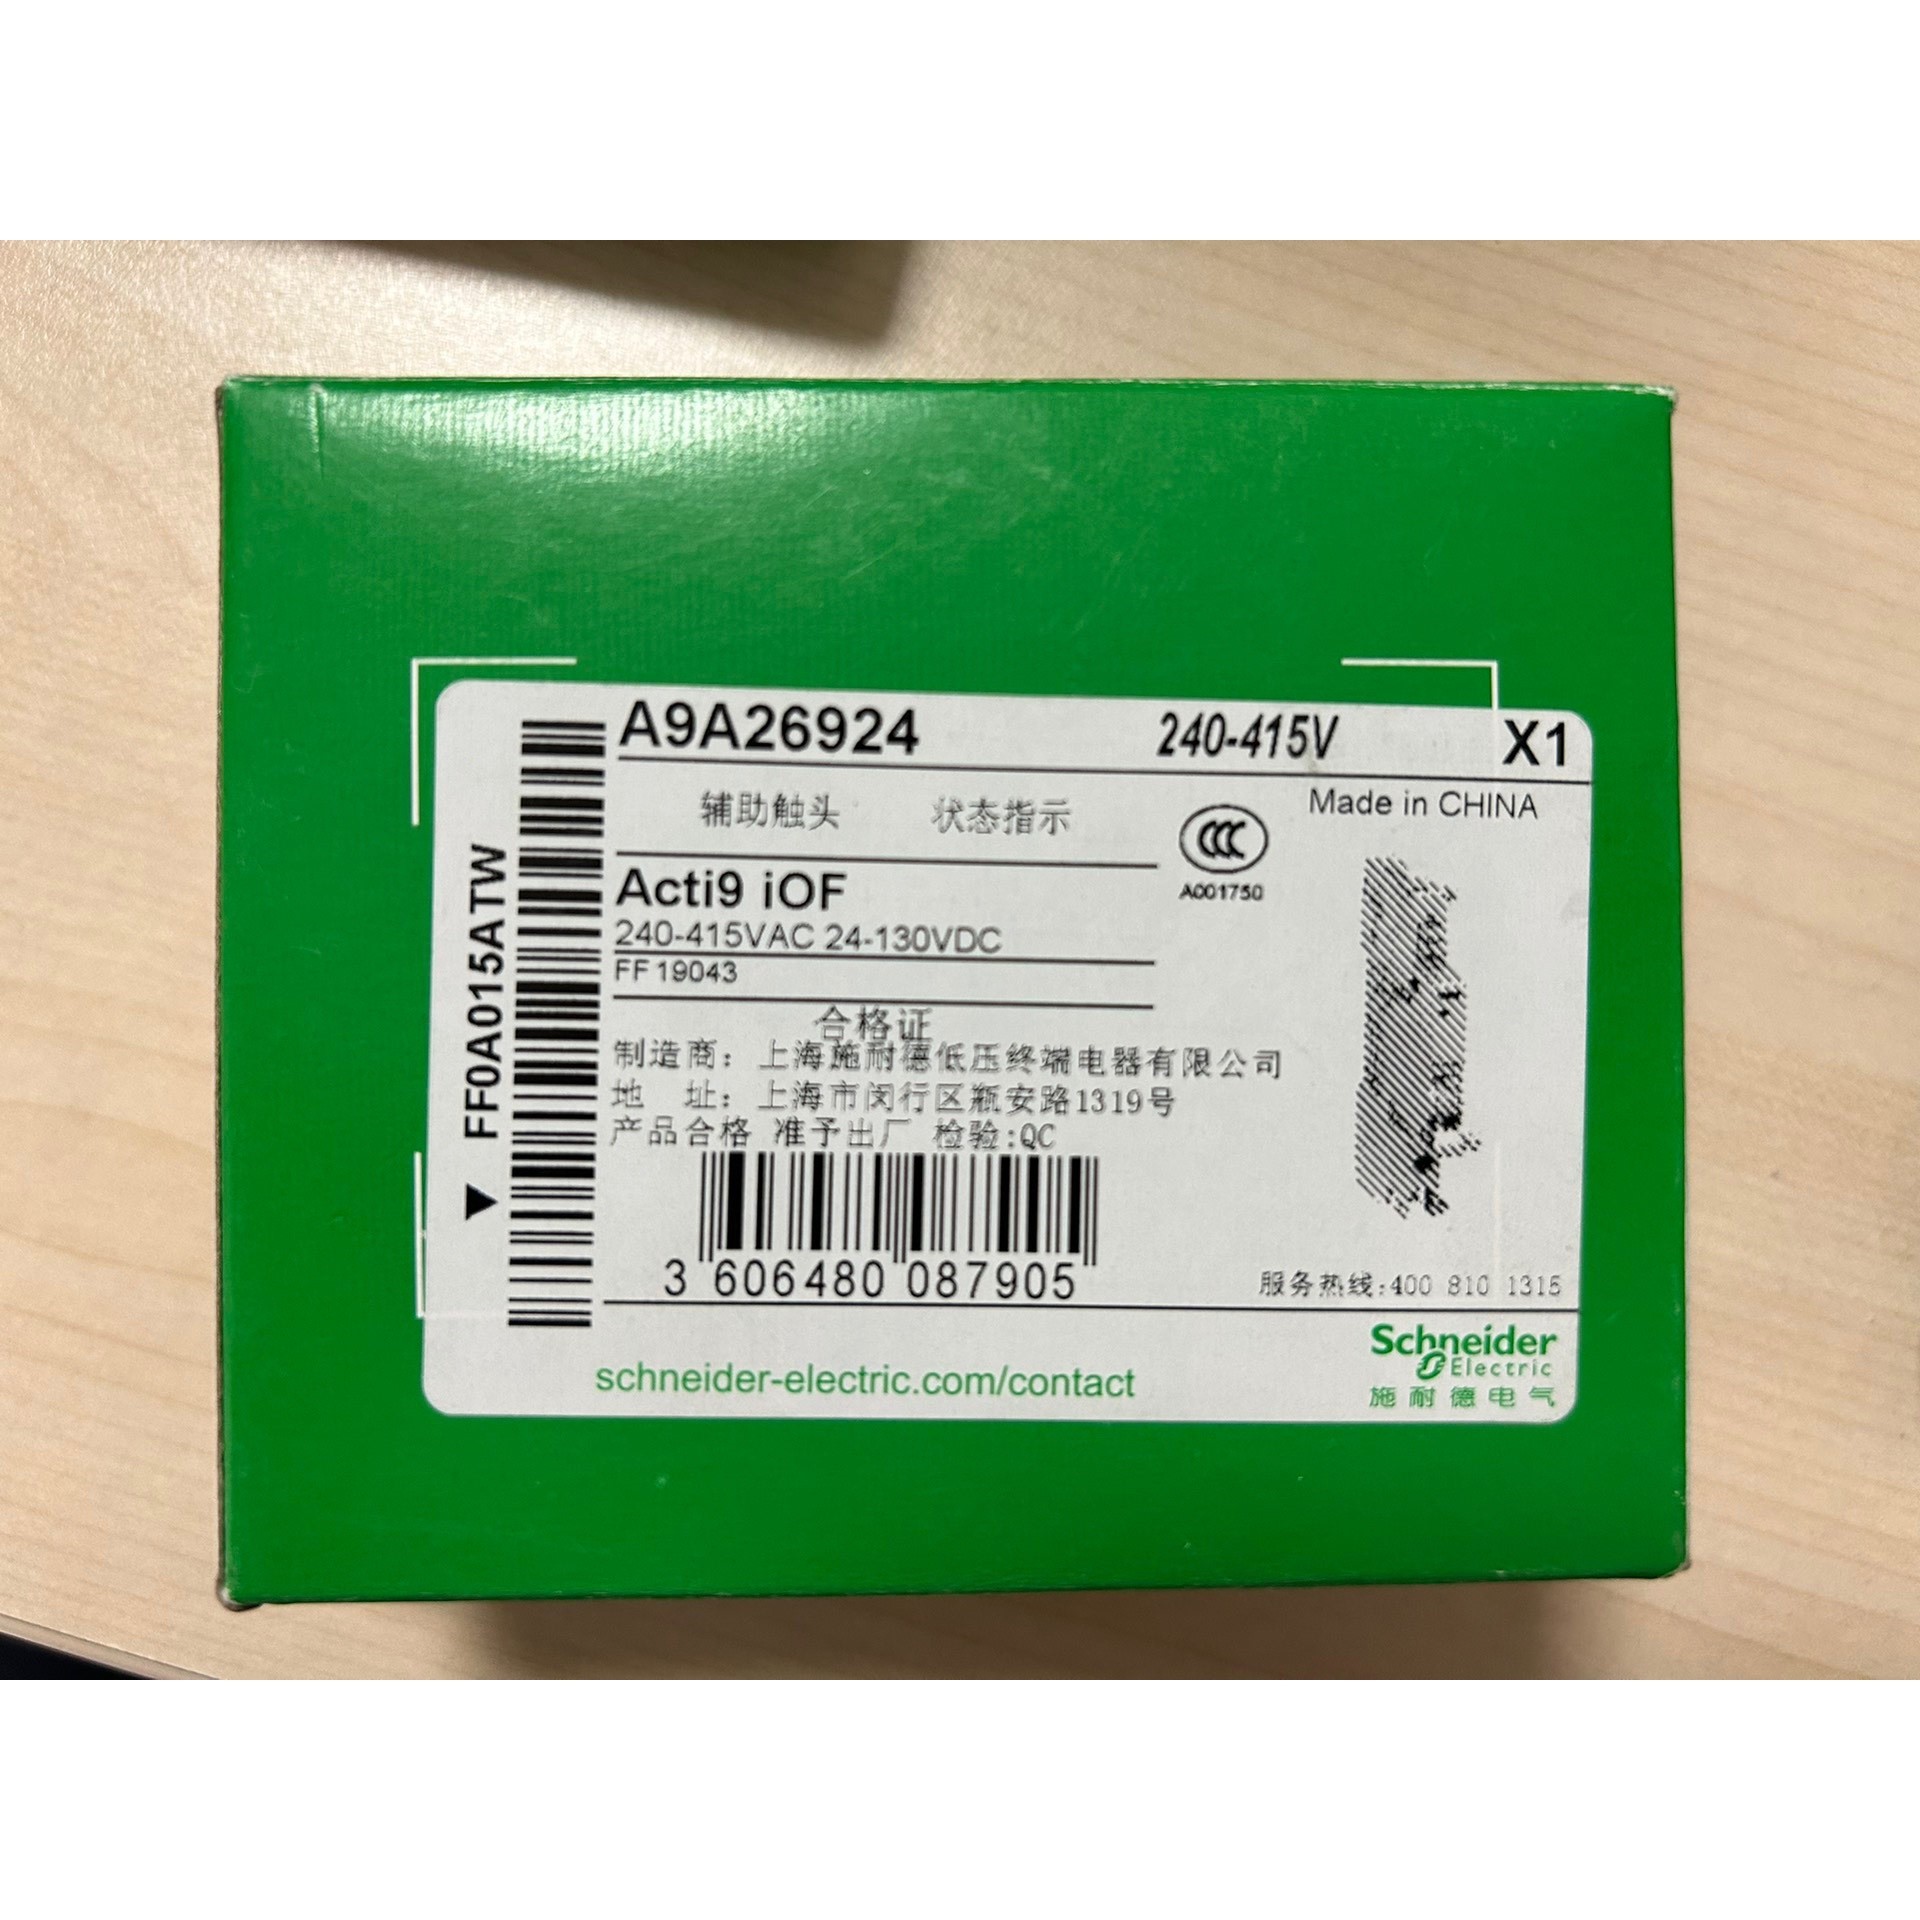 A9A26924 240-415V X1
辅助触头 状态指示
Made in CHINA
A001750
Acti9 iOF
240-415VAC 24-130VDC
FF 19043
FF0A015ATW
合格证
制造商：上海施耐德低压终端电器有限公司
地 址：上海市闵行区瓶安路1319号
产品合格 准予出厂 检验:QC
3 606480 087905
服务热线:400 810 1315
schneider-electric.com/contact
Schneider
Electric
施耐德电气